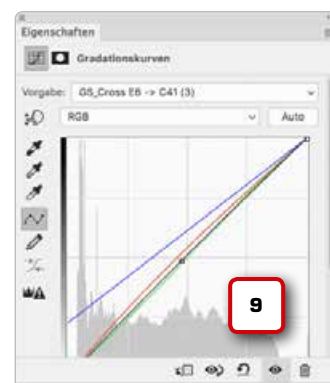 Eigenschaften
Gradationskurven
Vorgabe: GS_Cross E6 -> C41 (3)
RGB Auto
9